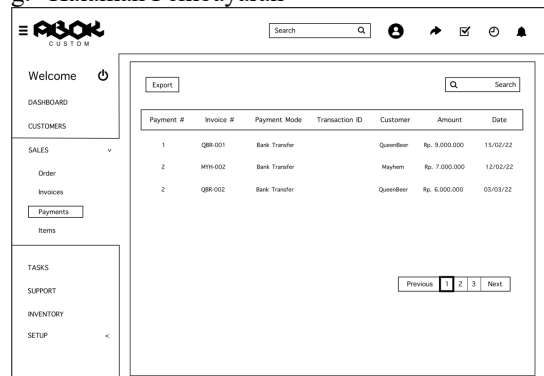 g. Halaman Pembayaran
ABOK
CUSTOM
Search
Welcome
Export
Search
DASHBOARD
CUSTOMERS
SALES v
Order
Invoices
Payments
Items
TASKS
SUPPORT
INVENTORY
SETUP <
Payment # Invoice # Payment Mode Transaction ID Customer Amount Date
1 QBR-001 Bank Transfer QueenBeer Rp. 9.000.000 15/02/22
2 MYH-002 Bank Transfer Mayhem Rp. 7.000.000 12/02/22
2 QBR-002 Bank Transfer QueenBeer Rp. 6.000.000 03/03/22
Previous 1 2 3 Next